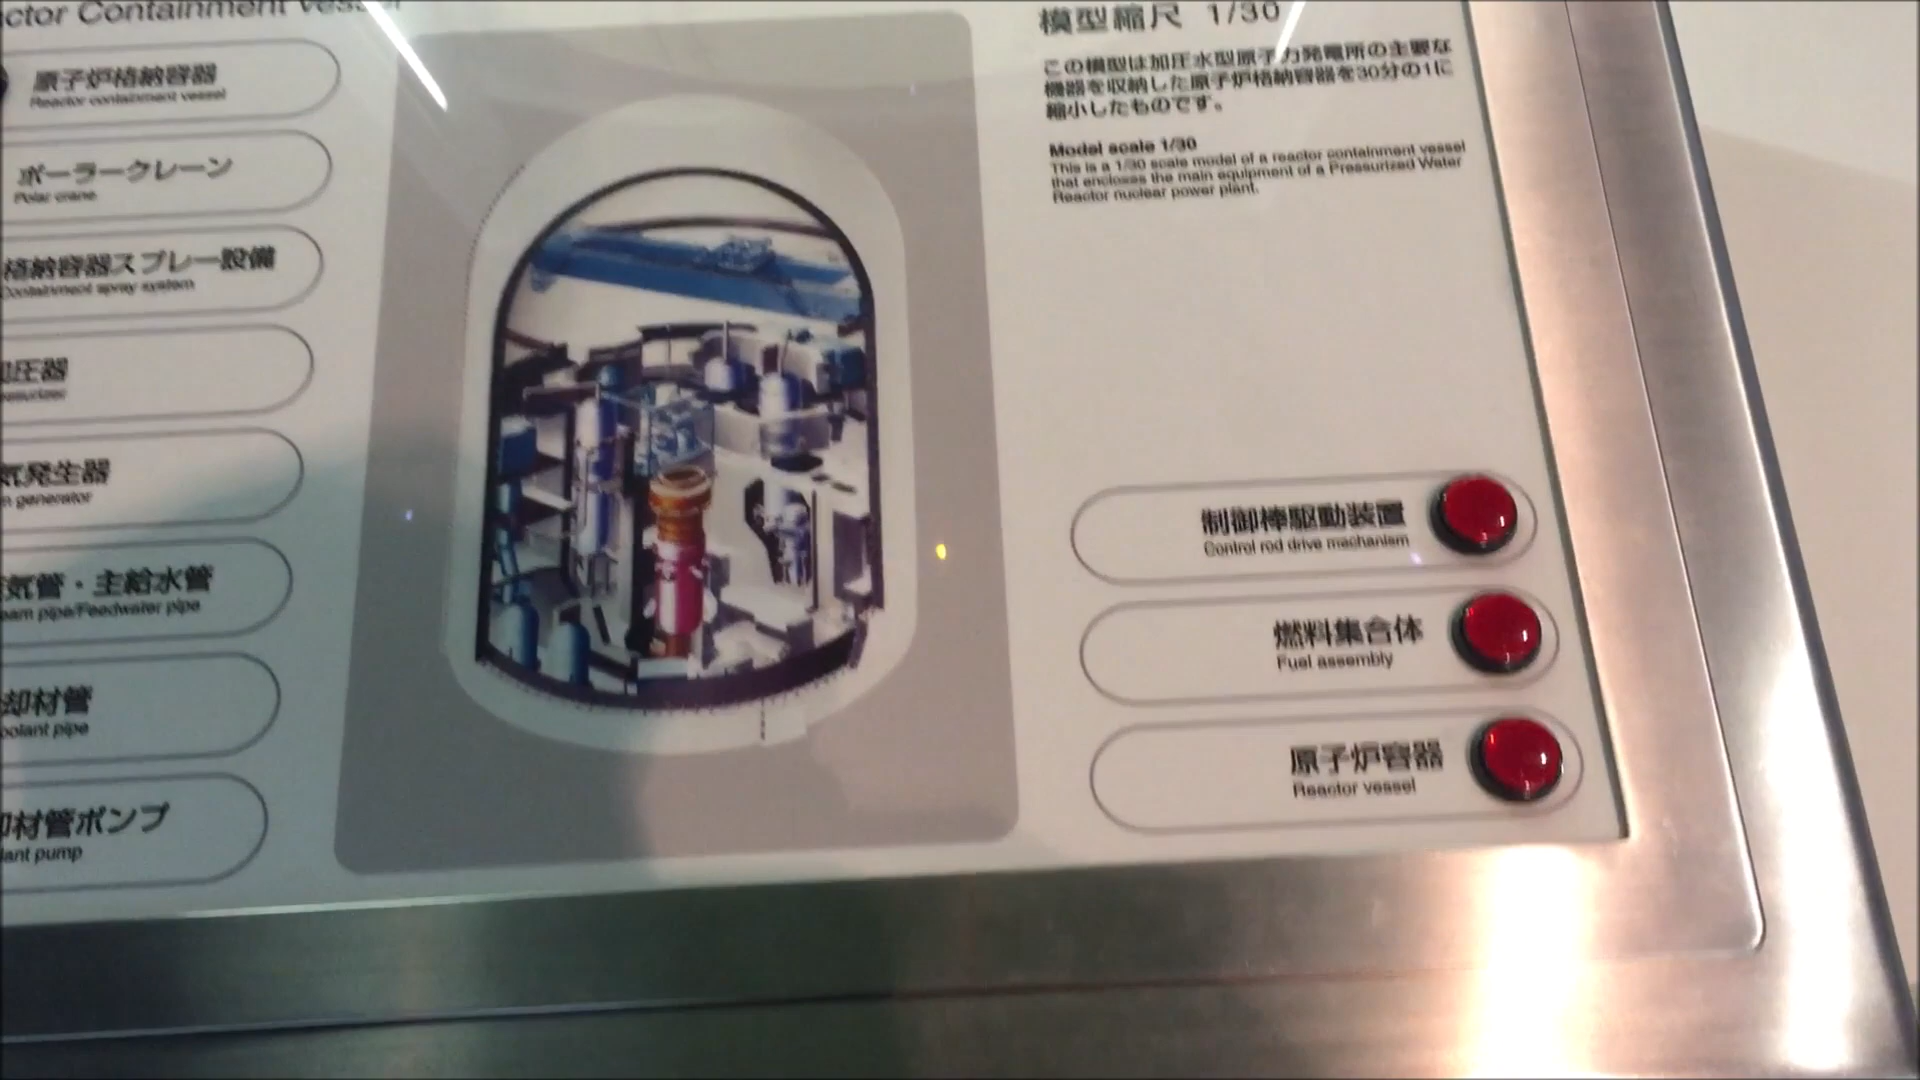 Containment vessel
原子炉格納容器
Reactor containment vessel
ポーラークレーン
Polar crane
格納容器スプレー設備
Containment spray system
圧器
気発生器
generator
気管・主給水管
pipe/Feedwater pipe
却材管
pipe
材管ポンプ
pump
模型縮尺 1/30
この模型は加圧水型原子力発電所の主要な
機器を収納した原子炉格納容器を30分の1に
縮小したものです。
Model scale 1/30
This is a 1/30 scale model of a reactor containment vessel
that encloses the main equipment of a Pressurized Water
Reactor nuclear power plant.
制御棒駆動装置
Control rod drive mechanism
燃料集合体
Fuel assembly
原子炉容器
Reactor vessel